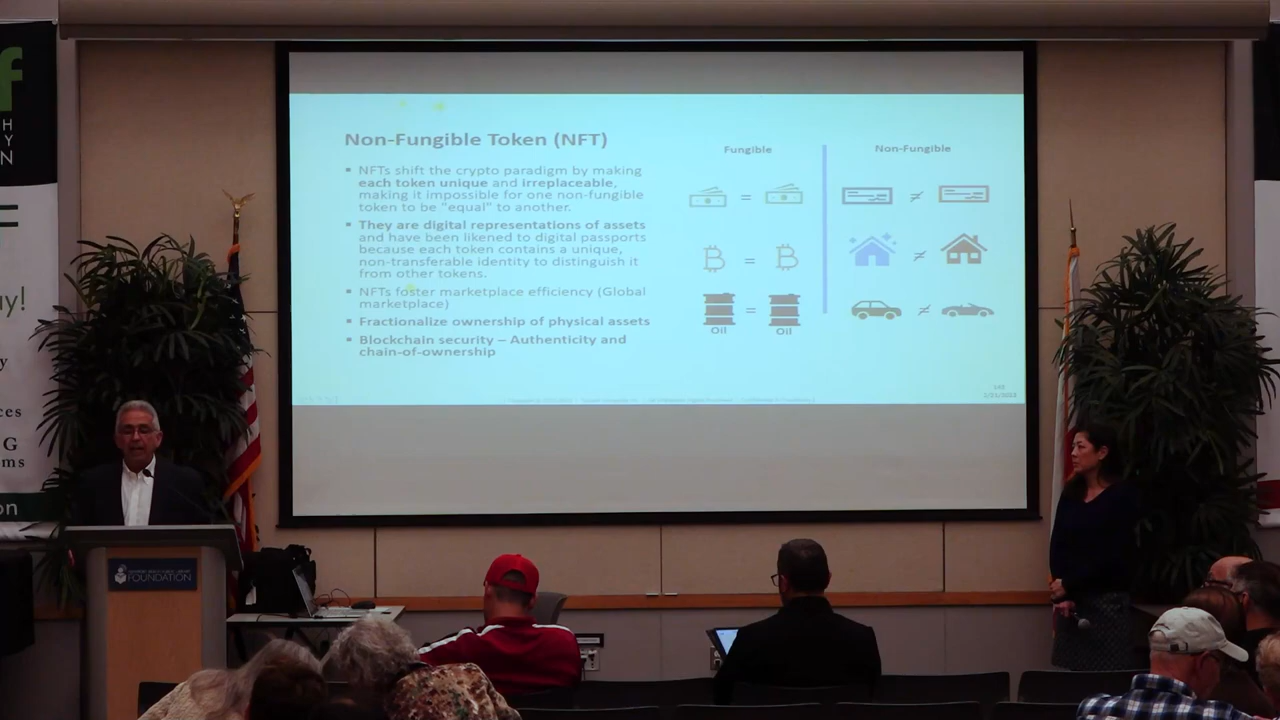 f
H
Y
N
Non-Fungible Token (NFT)
▪ NFTs shift the crypto paradigm by making
each token unique and irreplaceable,
making it impossible for one non-fungible
token to be "equal" to another.
▪ They are digital representations of assets
and have been likened to digital passports
because each token contains a unique,
non-transferable identity to distinguish it
from other tokens.
▪ NFTs foster marketplace efficiency (Global
marketplace)
▪ Fractionalize ownership of physical assets
▪ Blockchain security – Authenticity and
chain-of-ownership
Fungible
Non-Fungible
=
≠
=
≠
=
≠
Oil
Oil
ay!
y
ces
G
ms
on
FOUNDATION